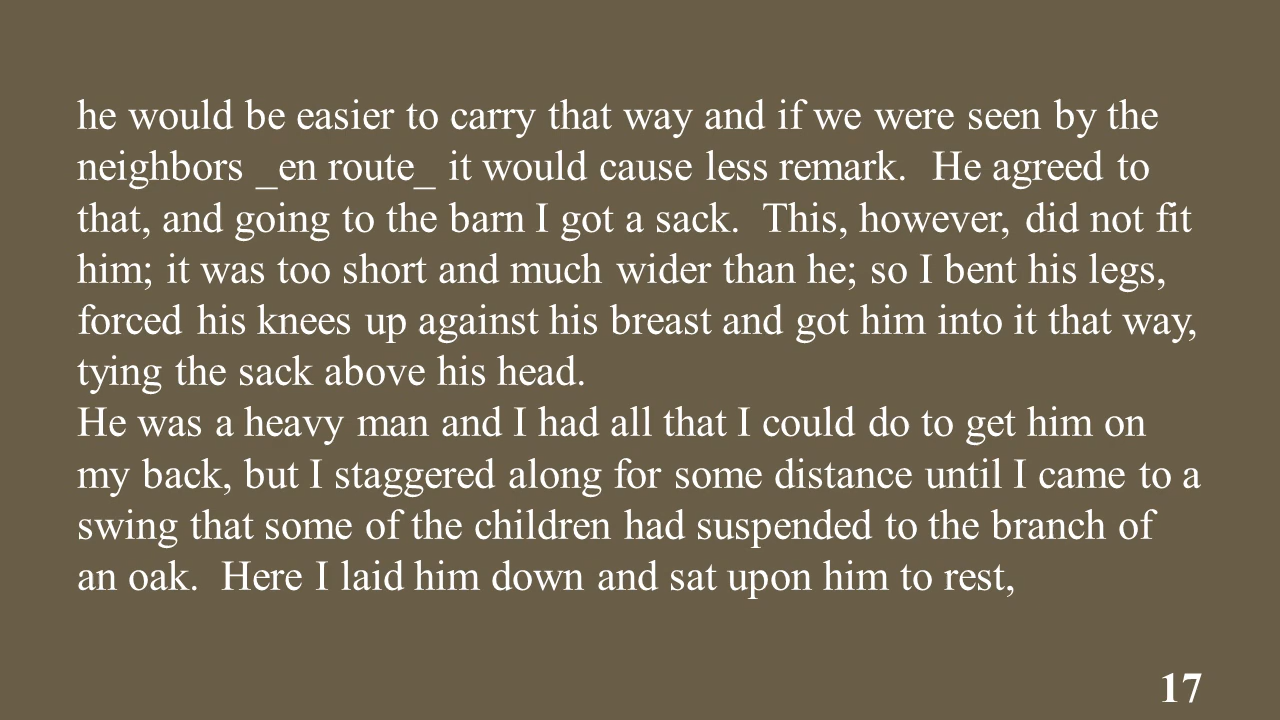 he would be easier to carry that way and if we were seen by the
neighbors _en route_ it would cause less remark.  He agreed to
that, and going to the barn I got a sack.  This, however, did not fit
him; it was too short and much wider than he; so I bent his legs,
forced his knees up against his breast and got him into it that way,
tying the sack above his head.
He was a heavy man and I had all that I could do to get him on
my back, but I staggered along for some distance until I came to a
swing that some of the children had suspended to the branch of
an oak.  Here I laid him down and sat upon him to rest,
17